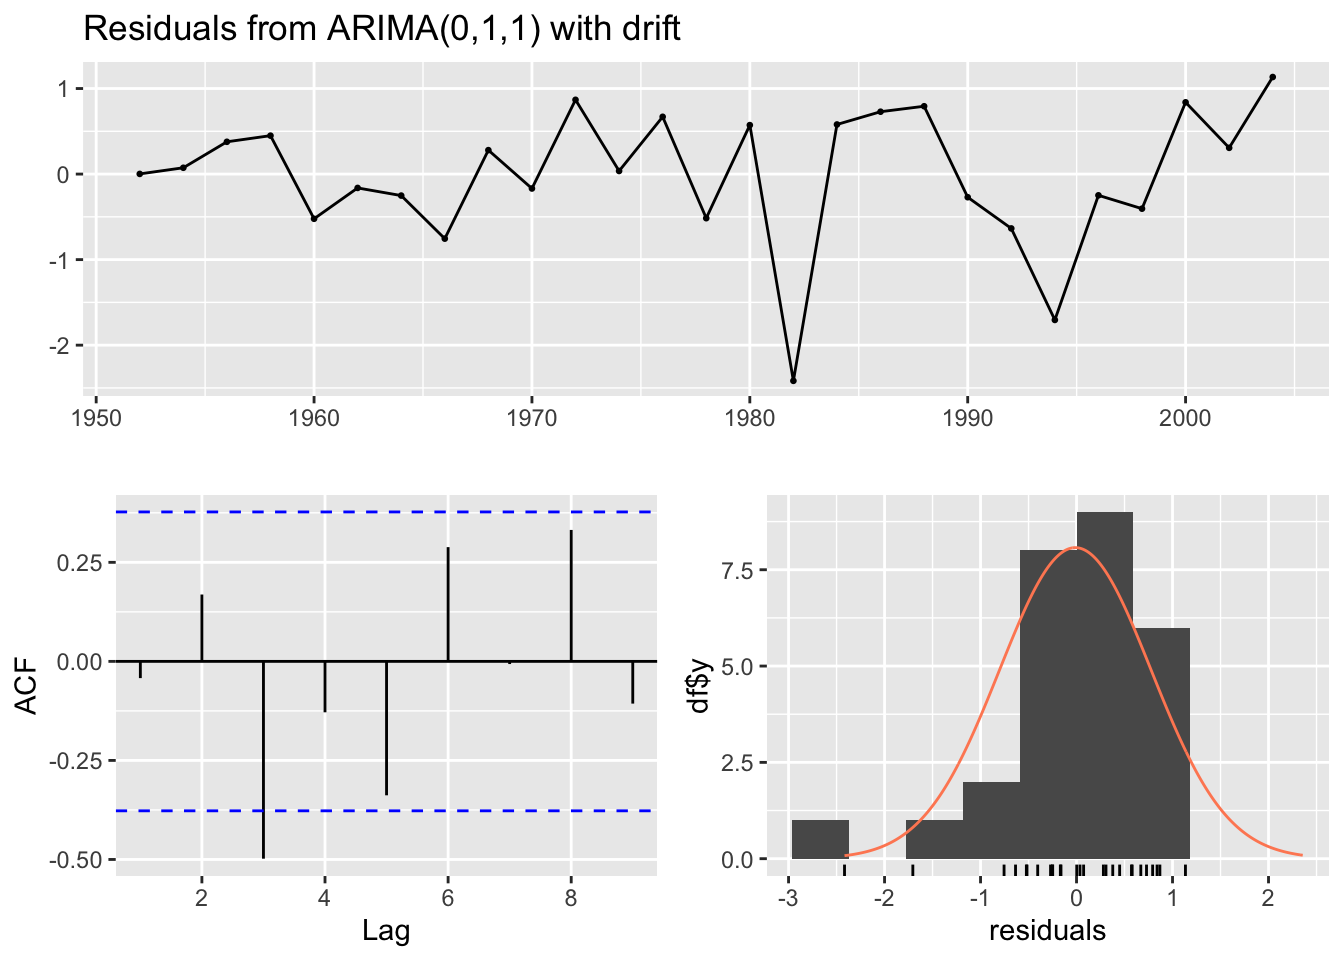 Residuals from ARIMA(0,1,1) with drift
1
0
-1
-2
1950 1960 1970 1980 1990 2000
ACF
0.25
0.00
-0.25
-0.50
2 4 6 8
Lag
df$y
7.5
5.0
2.5
0.0
-3 -2 -1 0 1 2
residuals